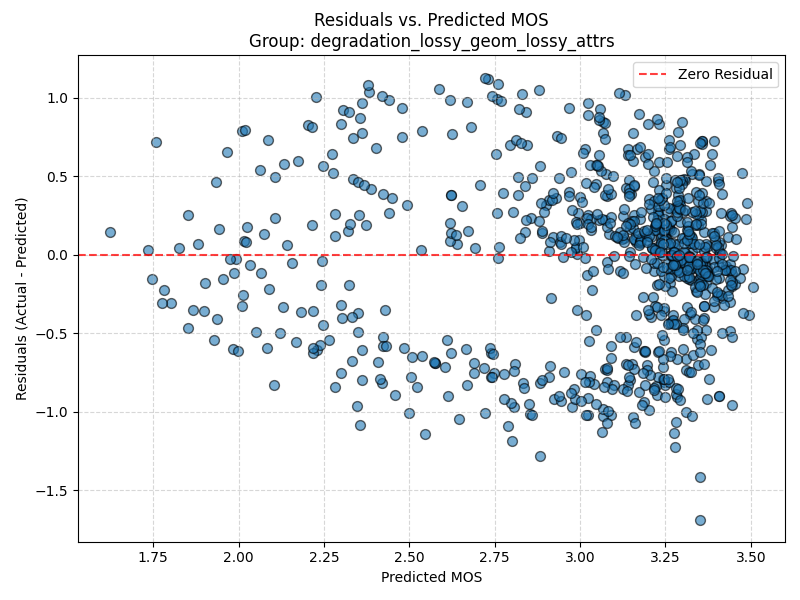 Residuals vs. Predicted MOS
Group: degradation_lossy_geom_lossy_attrs
Zero Residual
Residuals (Actual - Predicted)
1.0
0.5
0.0
−0.5
−1.0
−1.5
1.75
2.00
2.25
2.50
2.75
3.00
3.25
3.50
Predicted MOS